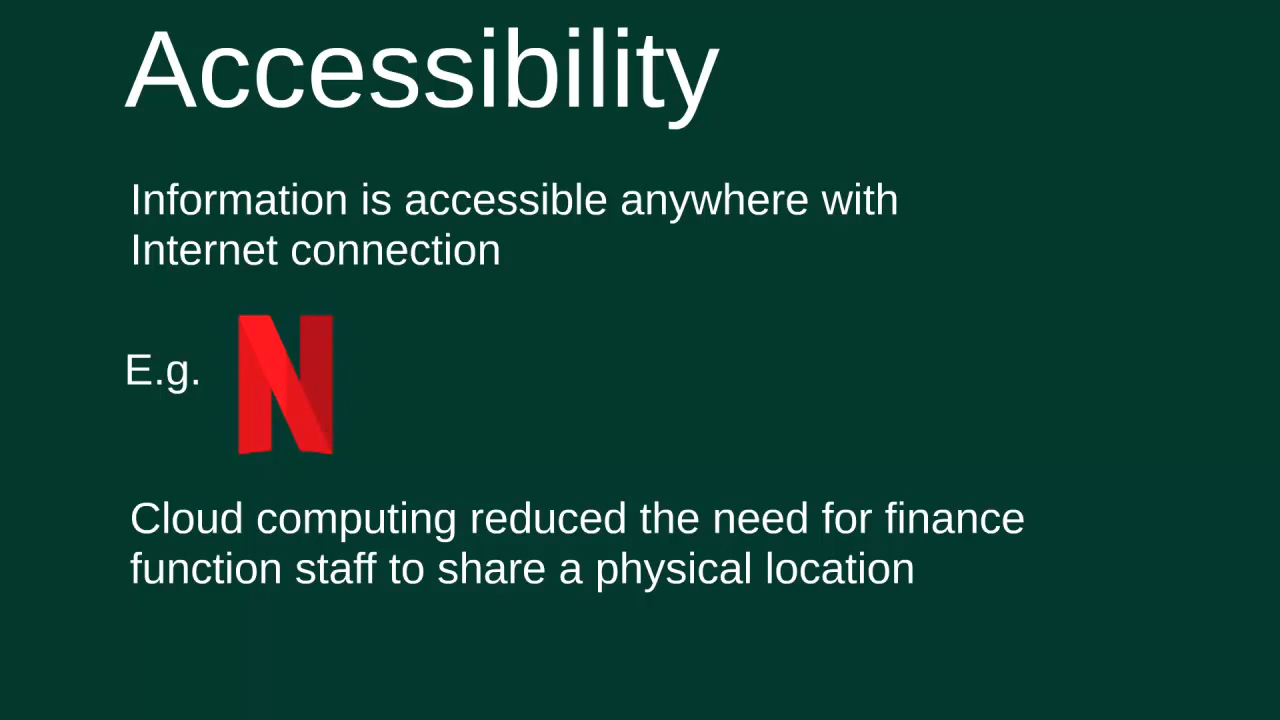 Accessibility
Information is accessible anywhere with
Internet connection
E.g.
N
Cloud computing reduced the need for finance
function staff to share a physical location